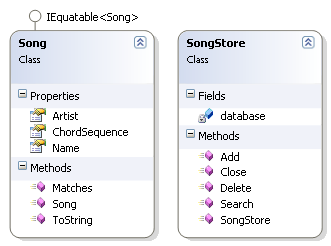 IEquatable<Song>
Song
Class
Properties
Artist
ChordSequence
Name
Methods
Matches
Song
ToString
SongStore
Class
Fields
database
Methods
Add
Close
Delete
Search
SongStore